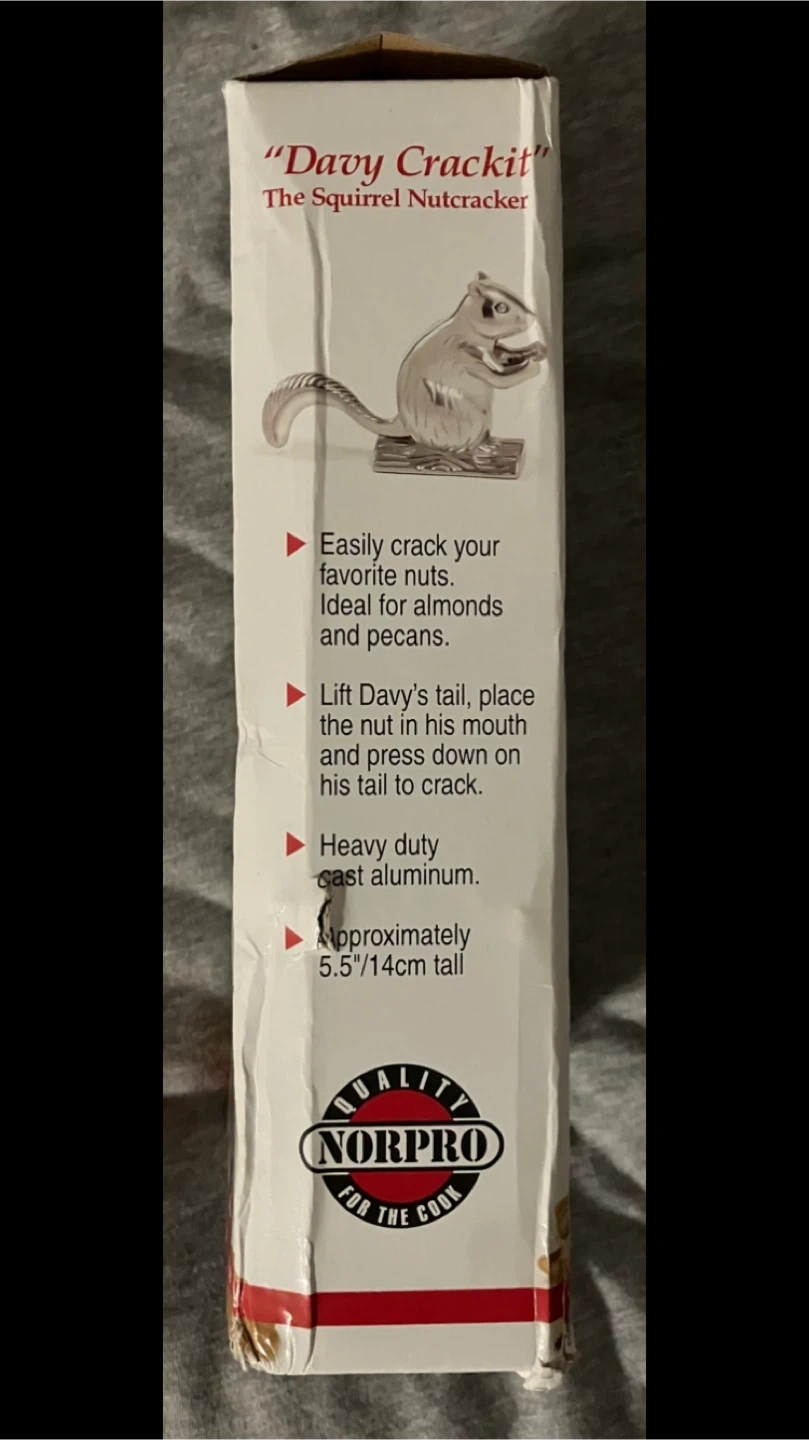 "Davy Crackit"
The Squirrel Nutcracker
Easily crack your
favorite nuts.
Ideal for almonds
and pecans.
Lift Davy's tail, place
the nut in his mouth
and press down on
his tail to crack.
Heavy duty
cast aluminum.
Approximately
5.5"/14cm tall
QUALITY
NORPRO
FOR THE COOK